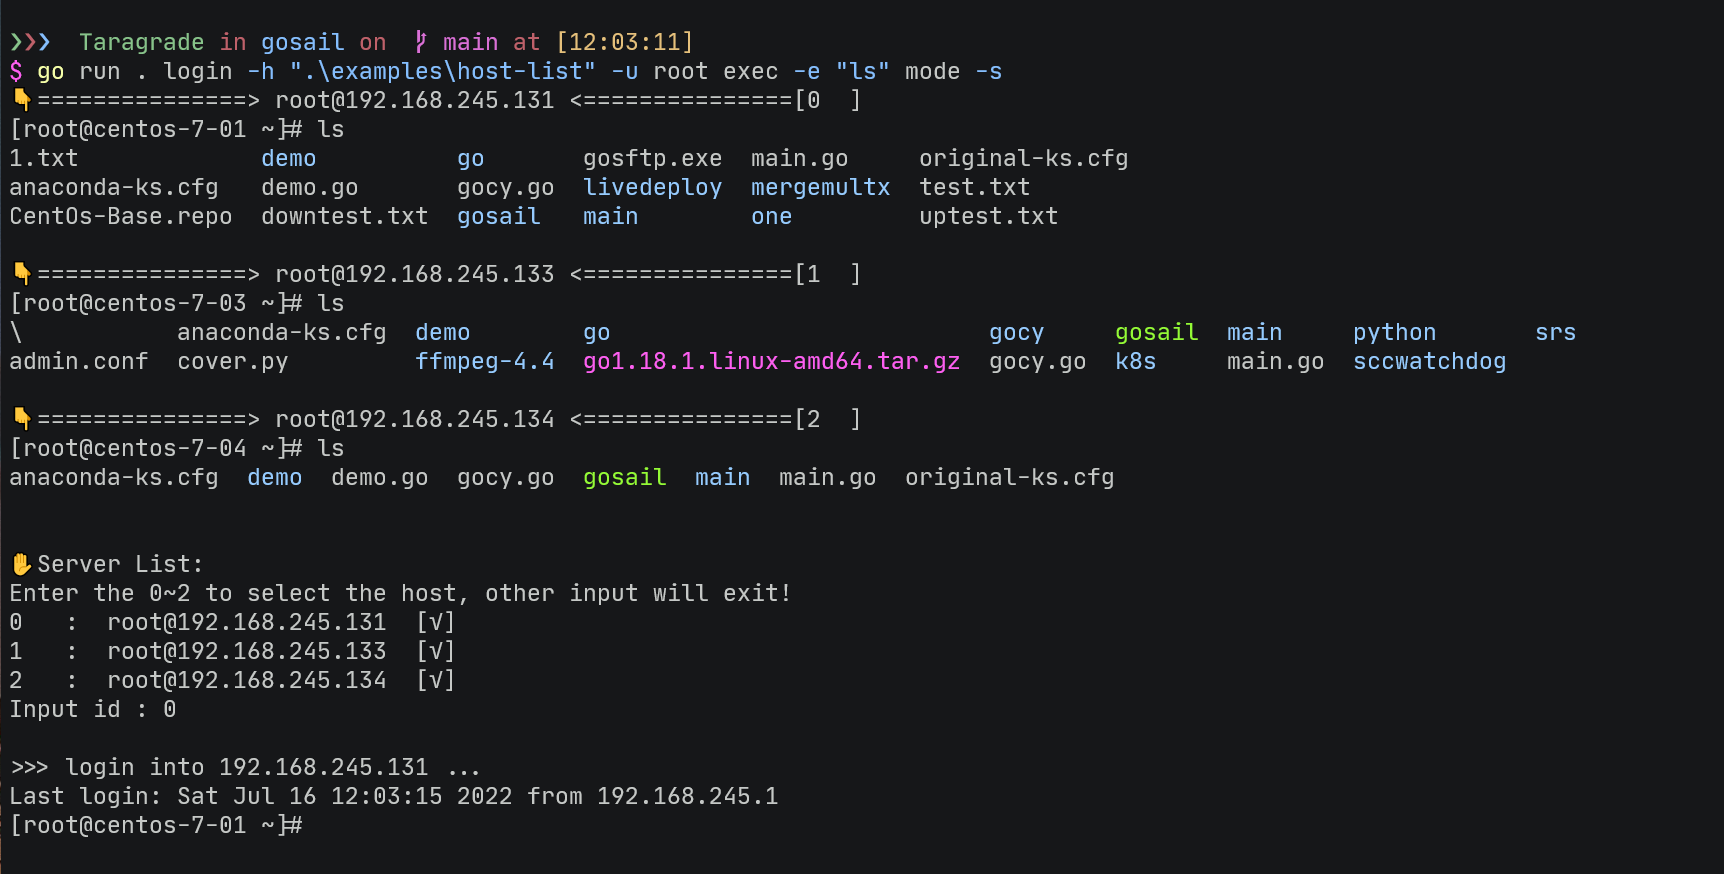 ❯❯❯  Taragrade in gosail on  main at [12:03:11]
$ go run . login -h ".\examples\host-list" -u root exec -e "ls" mode -s
👇===============> root@192.168.245.131 <===============[0  ]
[root@centos-7-01 ~]# ls
1.txt             demo          go       gosftp.exe  main.go     original-ks.cfg
anaconda-ks.cfg   demo.go       gocy.go  livedeploy  mergemultx  test.txt
CentOs-Base.repo  downtest.txt  gosail   main        one         uptest.txt
👇===============> root@192.168.245.133 <===============[1  ]
[root@centos-7-03 ~]# ls
\           anaconda-ks.cfg  demo        go                          gocy     gosail  main     python       srs
admin.conf  cover.py         ffmpeg-4.4  go1.18.1.linux-amd64.tar.gz  gocy.go  k8s     main.go  sccwatchdog
👇===============> root@192.168.245.134 <===============[2  ]
[root@centos-7-04 ~]# ls
anaconda-ks.cfg  demo  demo.go  gocy.go  gosail  main  main.go  original-ks.cfg
✋Server List:
Enter the 0~2 to select the host, other input will exit!
0   :  root@192.168.245.131  [√]
1   :  root@192.168.245.133  [√]
2   :  root@192.168.245.134  [√]
Input id : 0
>>> login into 192.168.245.131 ...
Last login: Sat Jul 16 12:03:15 2022 from 192.168.245.1
[root@centos-7-01 ~]#